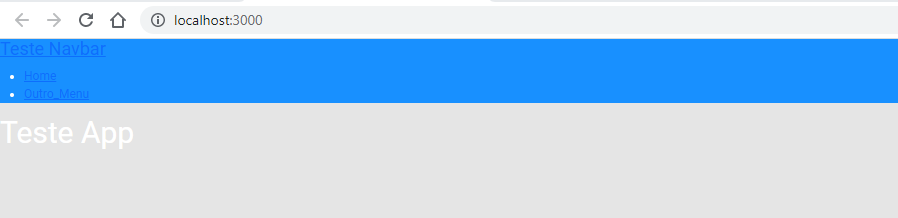 localhost:3000
Teste Navbar
Home
Outro_Menu
Teste App